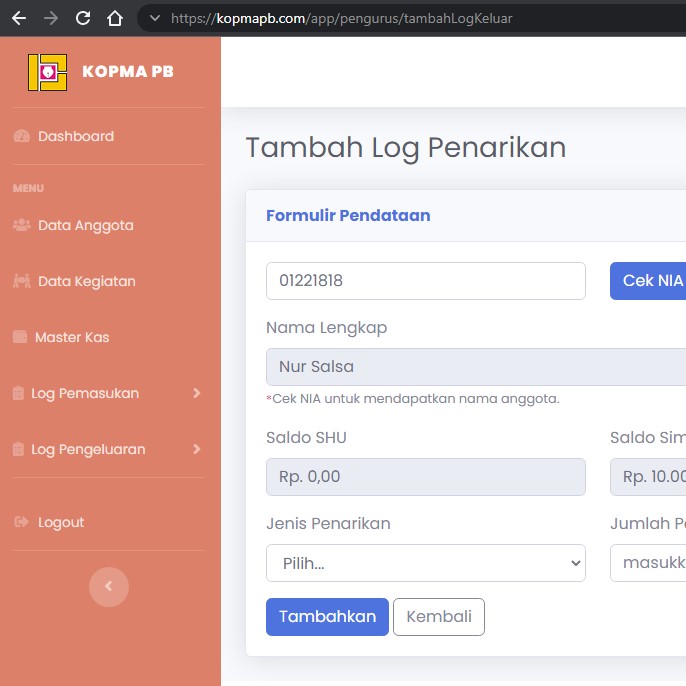 https://kopmapb.com/app/pengurus/tambahLogKeluar
KOPMA PB
Dashboard
MENU
Data Anggota
Data Kegiatan
Master Kas
Log Pemasukan
Log Pengeluaran
Logout
Tambah Log Penarikan
Formulir Pendataan
01221818
Cek NIA
Nama Lengkap
Nur Salsa
*Cek NIA untuk mendapatkan nama anggota.
Saldo SHU
Saldo Sim
Rp. 0,00
Rp. 10.00
Jenis Penarikan
Jumlah Pe
Pilih...
masukk
Tambahkan
Kembali